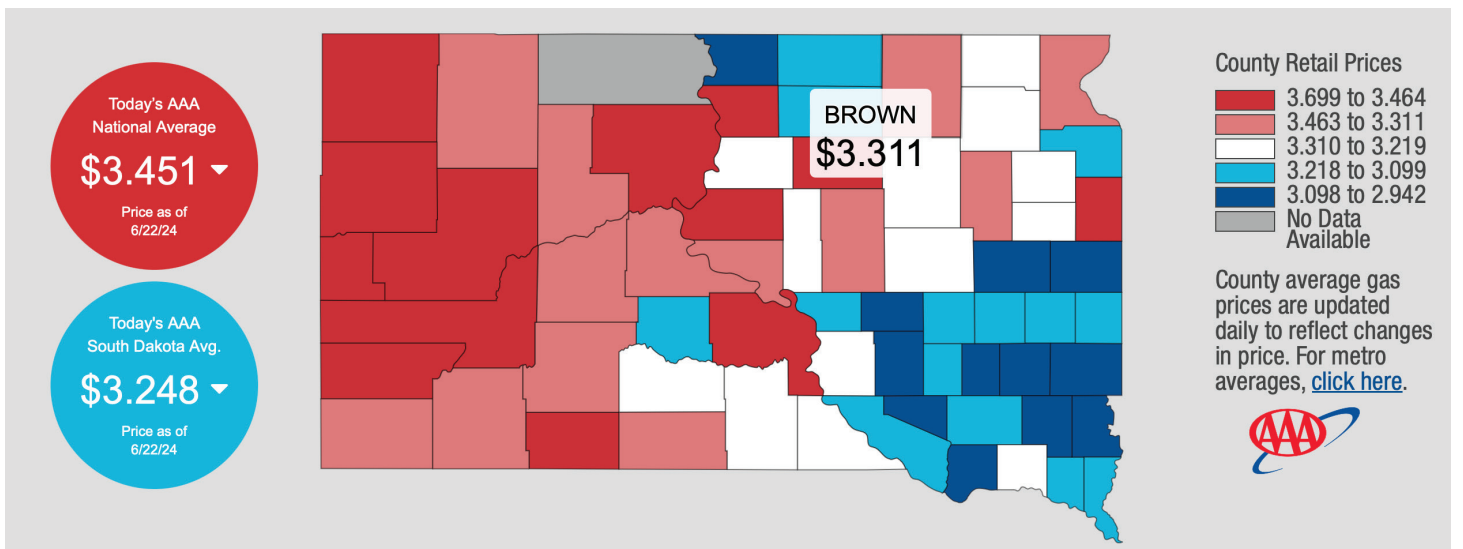 Today's AAA
National Average
$3.451
Price as of
6/22/24
Today's AAA
South Dakota Avg.
$3.248
Price as of
6/22/24
BROWN
$3.311
County Retail Prices
3.699 to 3.464
3.463 to 3.311
3.310 to 3.219
3.218 to 3.099
3.098 to 2.942
No Data
Available
County average gas
prices are updated
daily to reflect changes
in price. For metro
averages, click here.
AAA